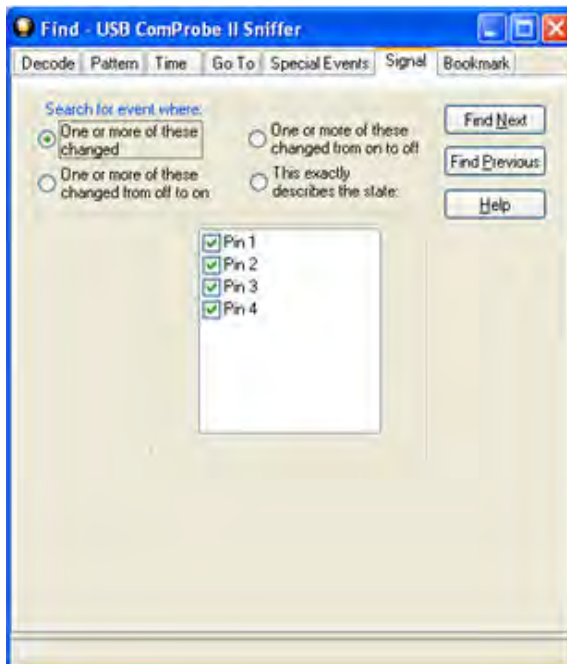 Find - USB ComProbe II Sniffer
Decode Pattern Time Go To Special Events Signal Bookmark
Search for event where:
One or more of these
changed
One or more of these
changed from on to off
One or more of these
changed from off to on
This exactly
describes the state:
Find Next
Find Previous
Help
Pin 1
Pin 2
Pin 3
Pin 4